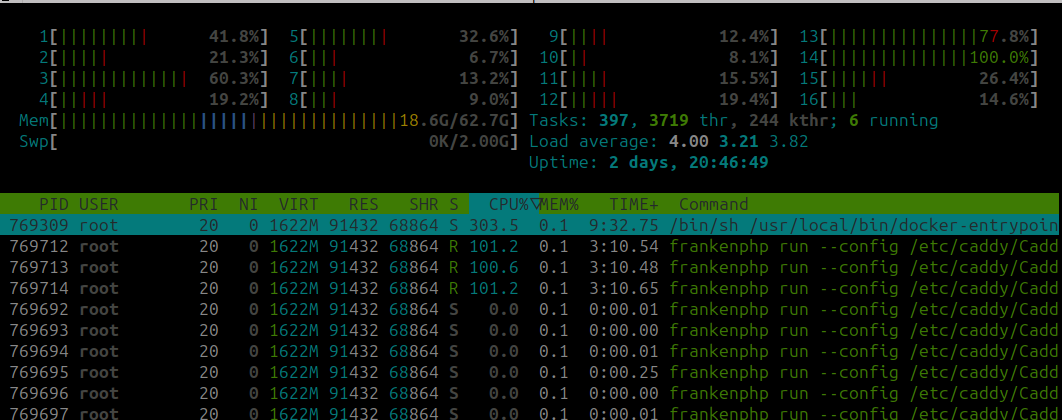 1[||||||||| 41.8%] 5[|||||||| 32.6%] 9[|||| 12.4%] 13[|||||||||||||||77.8%]
2[||||| 21.3%] 6[||| 6.7%] 10[|| 8.1%] 14[||||||||||||||100.0%]
3[||||||||||||| 60.3%] 7[|||| 13.2%] 11[|||| 15.5%] 15[|||||| 26.4%]
4[||||| 19.2%] 8[||| 9.0%] 12[|||||| 19.4%] 16[||| 14.6%]
Mem[||||||||||||||||||||||||||||||||||18.6G/62.7G] Tasks: 397, 3719 thr, 244 kthr; 6 running
Swp[ 0K/2.00G] Load average: 4.00 3.21 3.82
Uptime: 2 days, 20:46:49
PID USER PRI NI VIRT RES SHR S CPU%▽MEM% TIME+ Command
769309 root 20 0 1622M 91432 68864 S 303.5 0.1 9:32.75 /bin/sh /usr/local/bin/docker-entrypoin
769712 root 20 0 1622M 91432 68864 R 101.2 0.1 3:10.54 frankenphp run --config /etc/caddy/Cadd
769713 root 20 0 1622M 91432 68864 R 100.6 0.1 3:10.48 frankenphp run --config /etc/caddy/Cadd
769714 root 20 0 1622M 91432 68864 R 101.2 0.1 3:10.65 frankenphp run --config /etc/caddy/Cadd
769692 root 20 0 1622M 91432 68864 S 0.0 0.1 0:00.01 frankenphp run --config /etc/caddy/Cadd
769693 root 20 0 1622M 91432 68864 S 0.0 0.1 0:00.00 frankenphp run --config /etc/caddy/Cadd
769694 root 20 0 1622M 91432 68864 S 0.0 0.1 0:00.01 frankenphp run --config /etc/caddy/Cadd
769695 root 20 0 1622M 91432 68864 S 0.0 0.1 0:00.25 frankenphp run --config /etc/caddy/Cadd
769696 root 20 0 1622M 91432 68864 S 0.0 0.1 0:00.00 frankenphp run --config /etc/caddy/Cadd
769697 root 20 0 1622M 91432 68864 S 0.0 0.1 0:00.01 frankenphp run --config /etc/caddy/Cadd